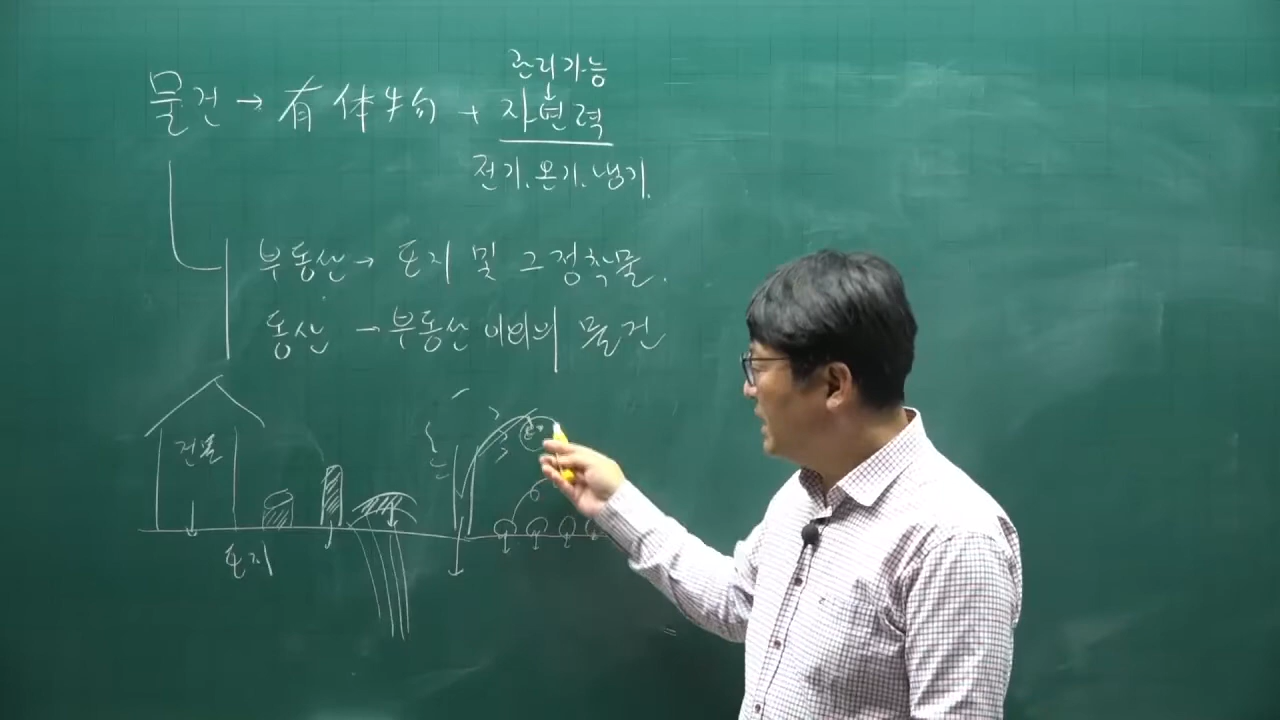 관리가능
물건 → 有体物 + 자연력
전기. 온기. 냉기.
부동산 → 토지 및 그 정착물.
동산 → 부동산 이외의 물건
건물
토지